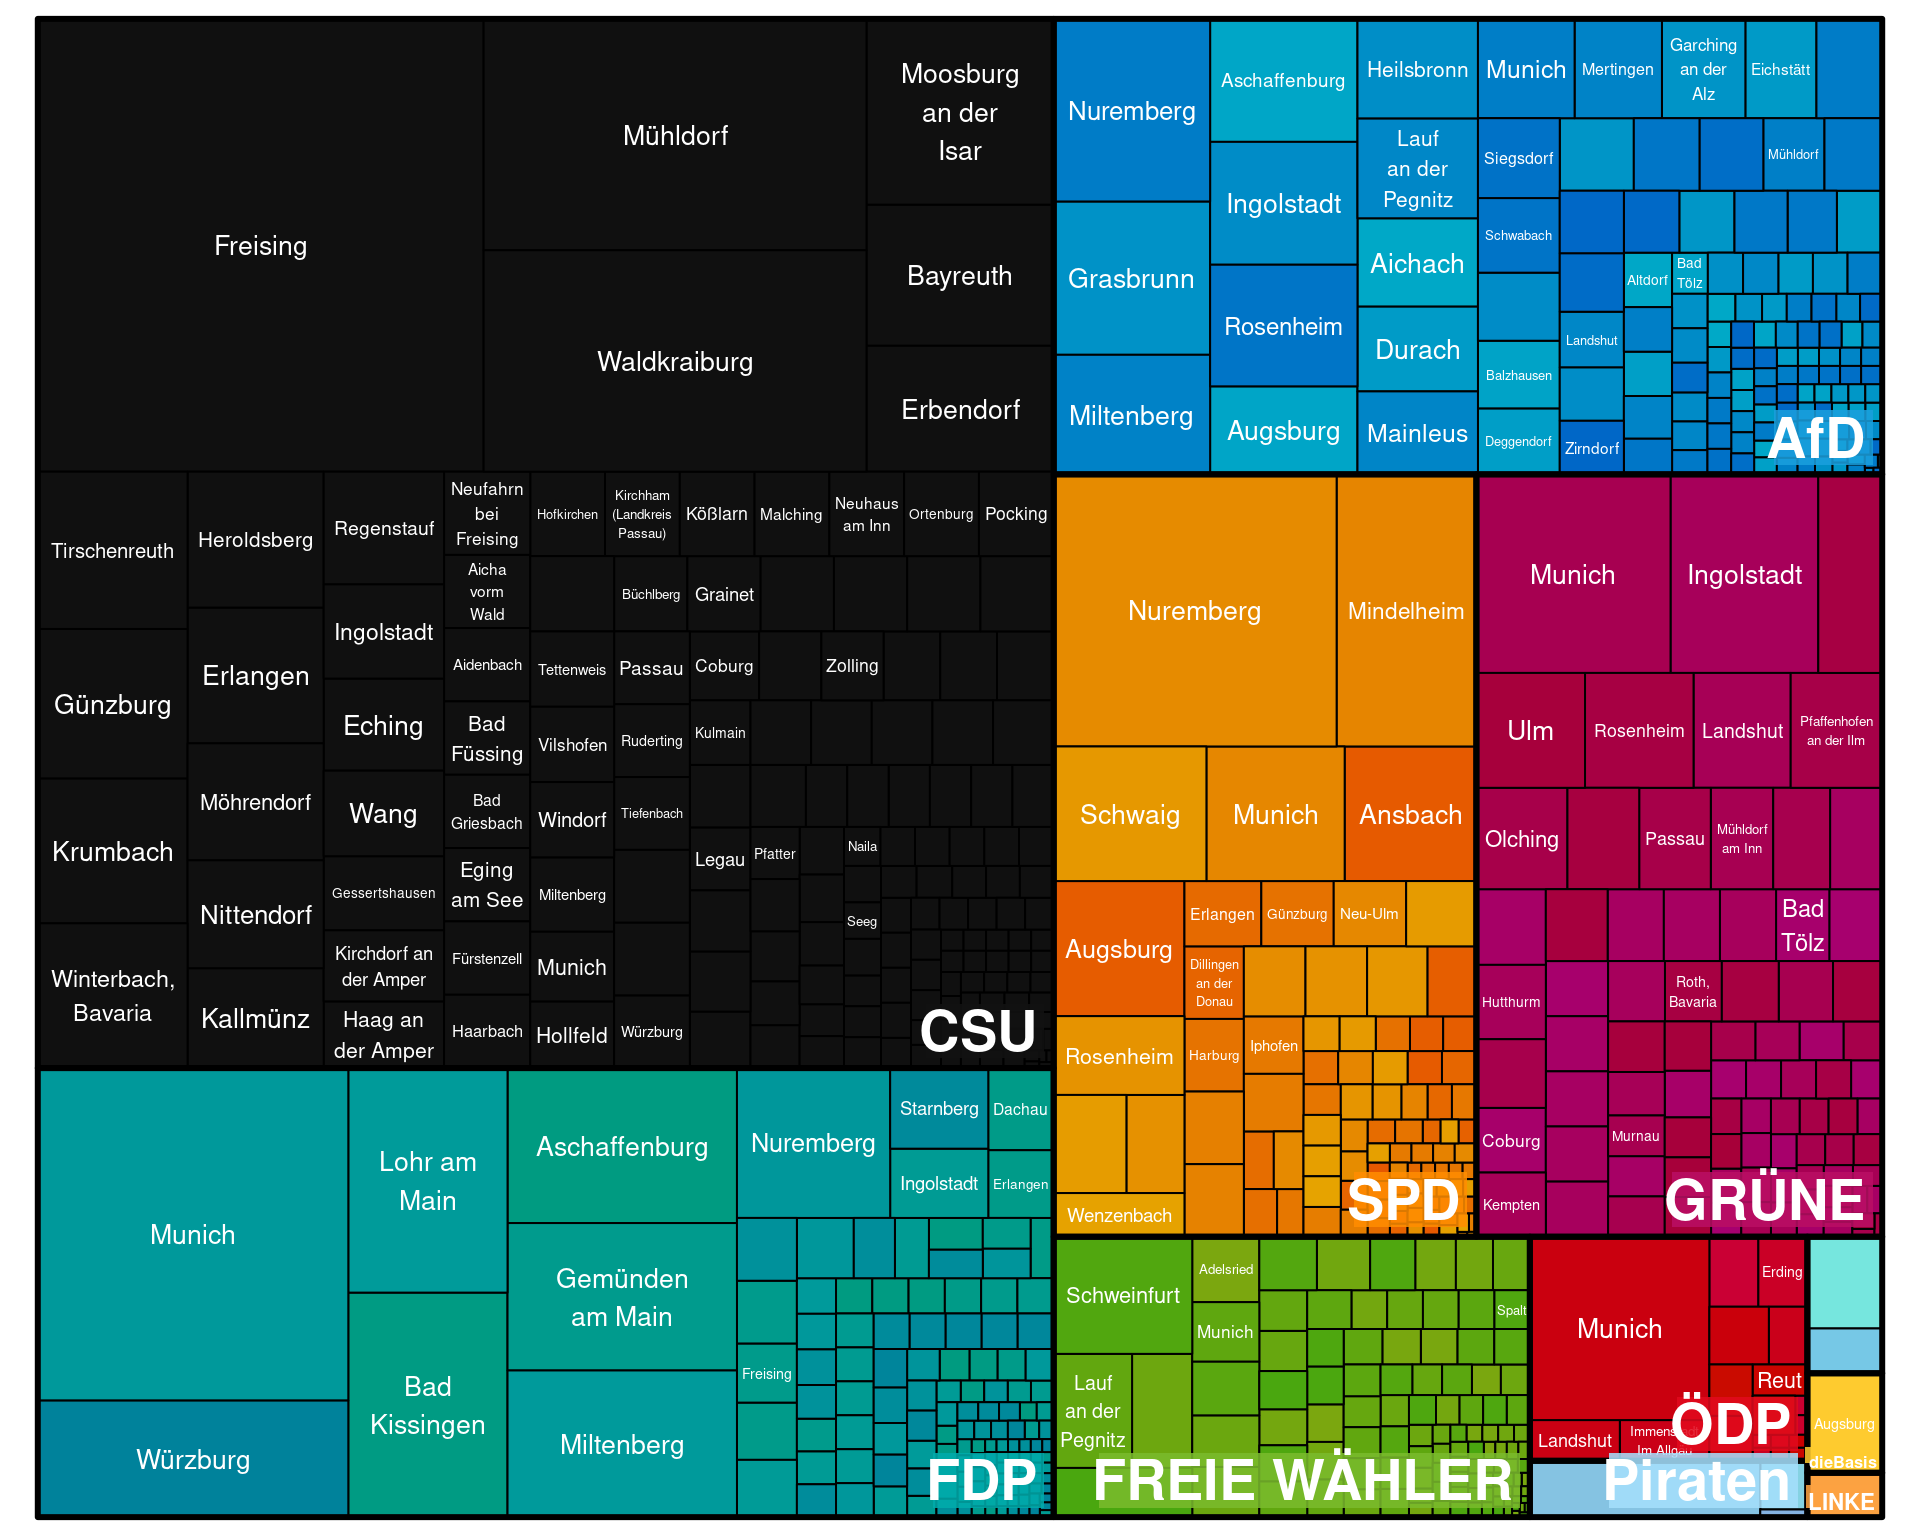 Freising
Mühldorf
Waldkraiburg
Moosburg
an der
Isar
Bayreuth
Erbendorf
Tirschenreuth
Günzburg
Krumbach
Winterbach,
Bavaria
Heroldsberg
Erlangen
Möhrendorf
Nittendorf
Kallmünz
Regenstauf
Ingolstadt
Eching
Wang
Gessertshausen
Kirchdorf an
der Amper
Haag an
der Amper
Neufahrn
bei
Freising
Aicha
vorm
Wald
Aidenbach
Bad
Füssing
Bad
Griesbach
Eging
am See
Fürstenzell
Haarbach
Hofkirchen
Kirchham
(Landkreis
Passau)
Kößlarn
Malching
Neuhaus
am Inn
Ortenburg
Pocking
Büchlberg
Grainet
Tettenweis
Passau
Coburg
Zolling
Vilshofen
Ruderting
Kulmain
Windorf
Tiefenbach
Miltenberg
Legau
Pfatter
Naila
Seeg
Munich
Hollfeld
Würzburg
CSU
Nuremberg
Grasbrunn
Miltenberg
Aschaffenburg
Ingolstadt
Rosenheim
Augsburg
Heilsbronn
Lauf
an der
Pegnitz
Aichach
Durach
Mainleus
Munich
Mertingen
Garching
an der
Alz
Eichstätt
Siegsdorf
Mühldorf
Schwabach
Altdorf
Bad
Tölz
Landshut
Balzhausen
Deggendorf
Zirndorf
AfD
Nuremberg
Mindelheim
Schwaig
Munich
Ansbach
Augsburg
Erlangen
Günzburg
Neu-Ulm
Dillingen
an der
Donau
Rosenheim
Harburg
Iphofen
Wenzenbach
SPD
Munich
Ingolstadt
Ulm
Rosenheim
Landshut
Pfaffenhofen
an der Ilm
Olching
Passau
Mühldorf
am Inn
Bad
Tölz
Hutthurm
Roth,
Bavaria
Coburg
Murnau
Kempten
GRÜNE
Munich
Würzburg
Lohr am
Main
Bad
Kissingen
Aschaffenburg
Gemünden
am Main
Miltenberg
Nuremberg
Starnberg
Dachau
Ingolstadt
Erlangen
Freising
FDP
Schweinfurt
Lauf
an der
Pegnitz
Adelsried
Munich
Spalt
FREIE WÄHLER
Munich
Erding
Reut
Landshut
ÖDP
Piraten
Augsburg
dieBasis
LINKE